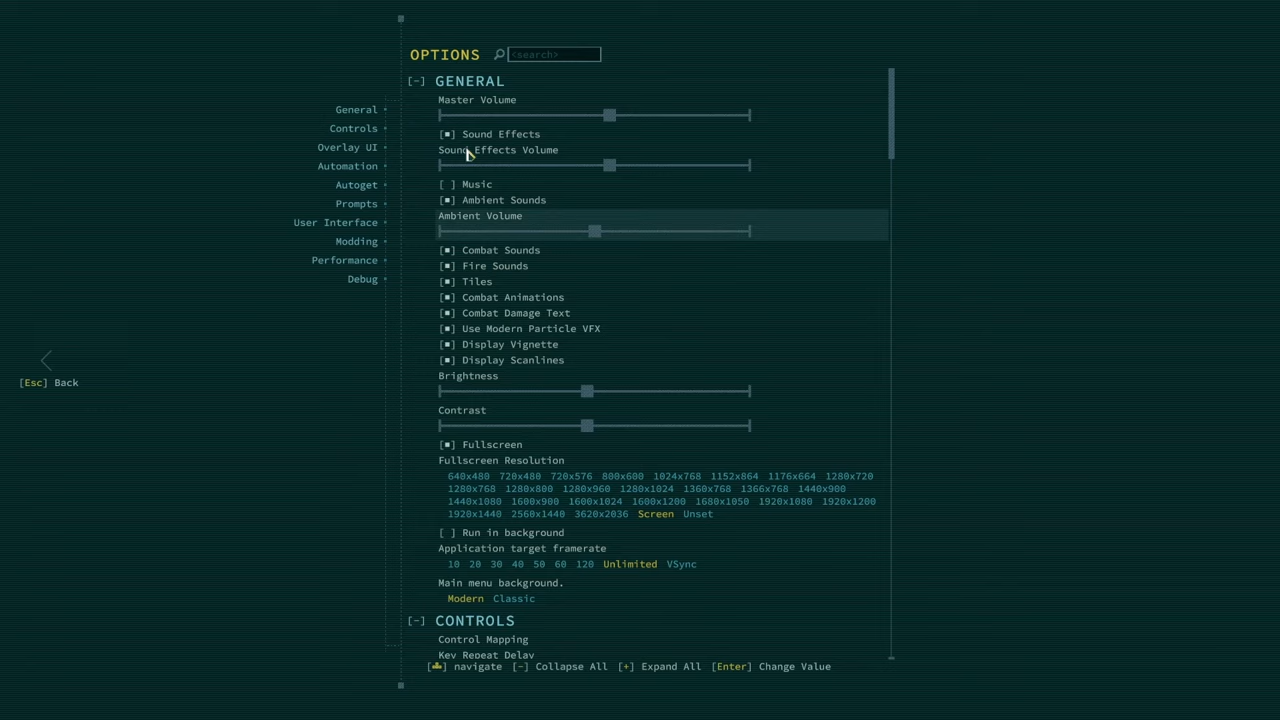 OPTIONS <search>
[-] GENERAL
Master Volume
[■] Sound Effects
Sound Effects Volume
[ ] Music
[■] Ambient Sounds
Ambient Volume
[■] Combat Sounds
[■] Fire Sounds
[■] Tiles
[■] Combat Animations
[■] Combat Damage Text
[■] Use Modern Particle VFX
[■] Display Vignette
[■] Display Scanlines
Brightness
Contrast
[■] Fullscreen
Fullscreen Resolution
640x480 720x480 720x576 800x600 1024x768 1152x864 1176x664 1280x720
1280x768 1280x800 1280x960 1280x1024 1360x768 1366x768 1440x900
1440x1080 1600x900 1600x1024 1600x1200 1680x1050 1920x1080 1920x1200
1920x1440 2560x1440 3620x2036 Screen Unset
[ ] Run in background
Application target framerate
10 20 30 40 50 60 120 Unlimited VSync
Main menu background.
Modern Classic
[-] CONTROLS
Control Mapping
Key Repeat Delay
General
Controls
Overlay UI
Automation
Autoget
Prompts
User Interface
Modding
Performance
Debug
[Esc] Back
navigate [-] Collapse All [+] Expand All [Enter] Change Value